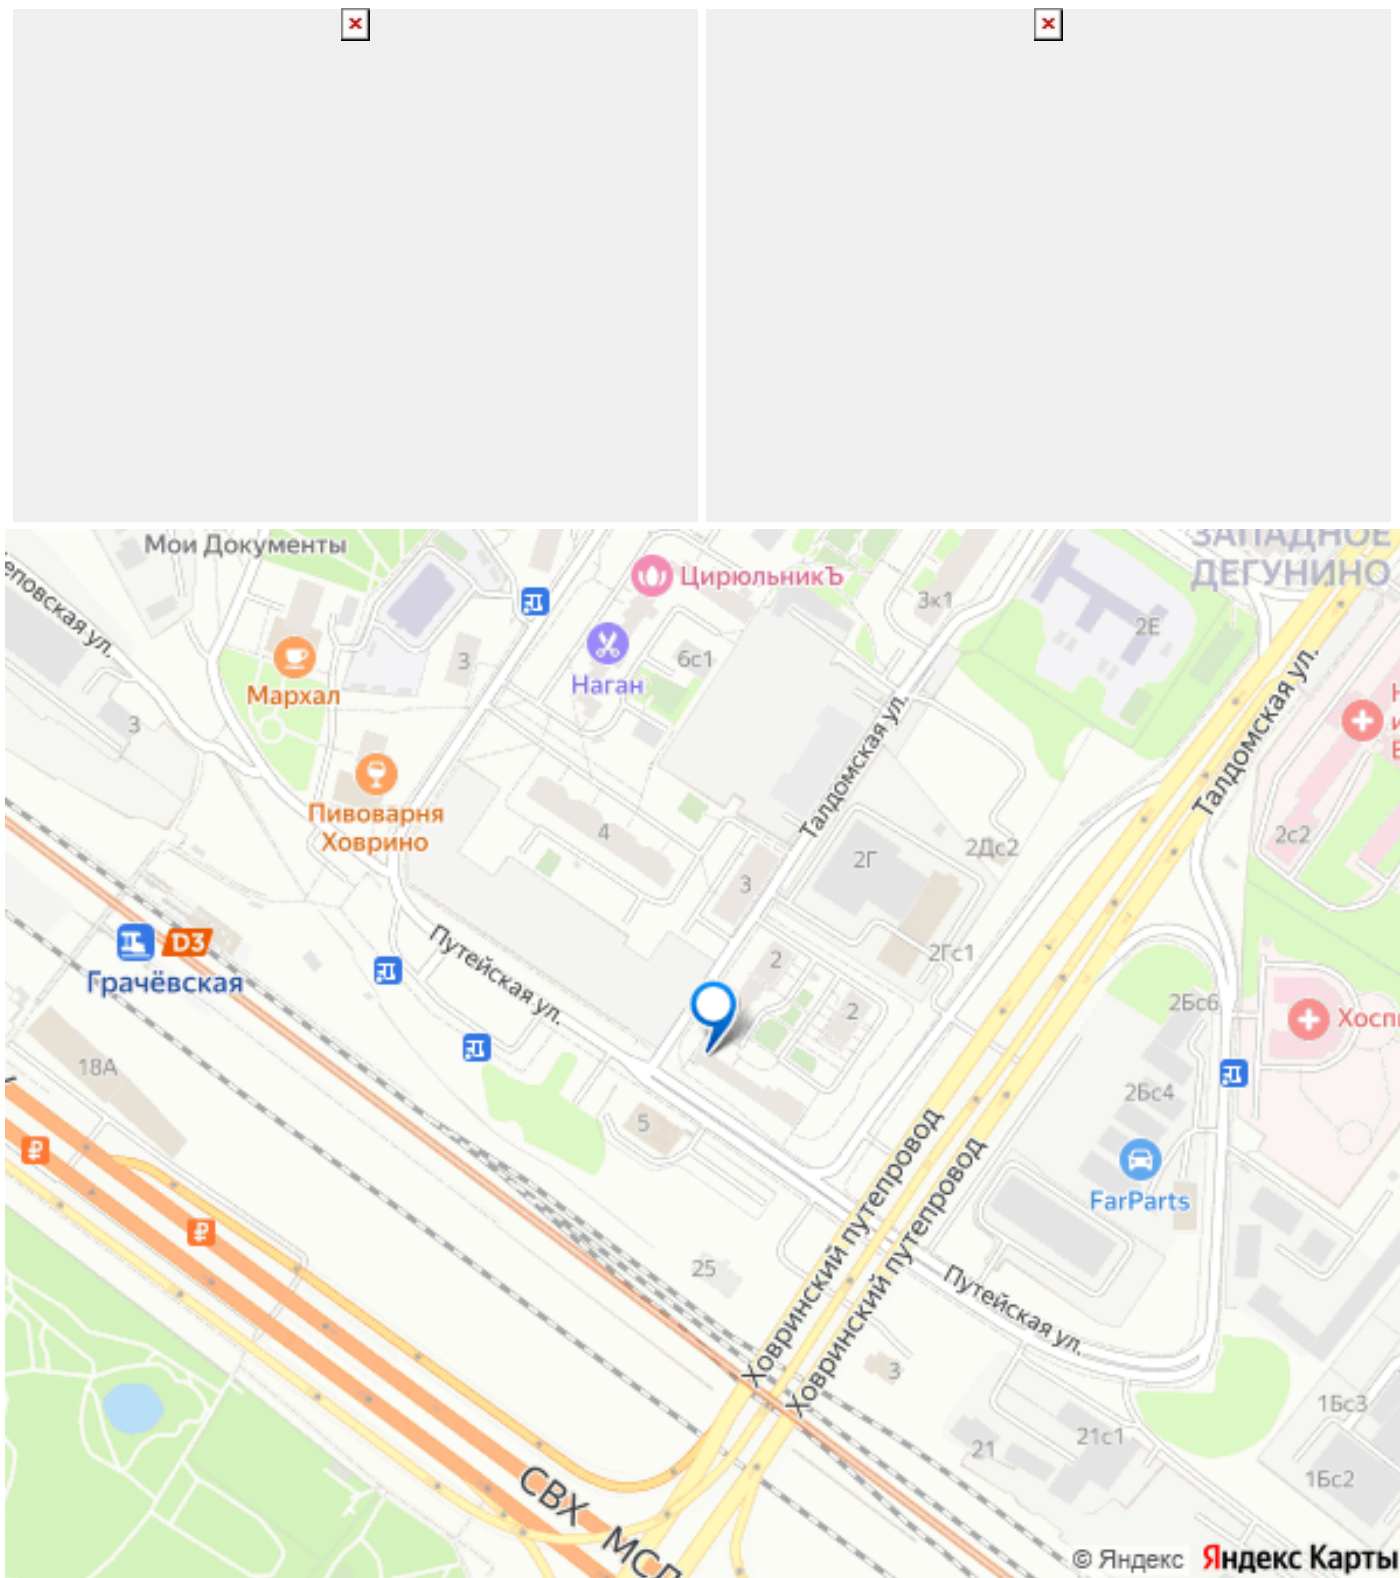 Мои Документы
ЗАПАДНОЕ
ДЕГУНИНО
ЦирюльникЪ
3к1
2Е
6с1
3
Наган
Мархал
3
Талдомская ул.
Талдомская ул.
Пивоварня
Ховрино
4
2Г
2Дс2
2с2
3
D3
Грачёвская
Путейская ул.
2
2Гс1
2
2Бс6
18А
2Бс4
5
FarParts
Ховринский путепровод
Ховринский путепровод
25
Путейская ул.
3
1Бс3
21
21с1
1Бс2
СВХ
© Яндекс Яндекс Карты